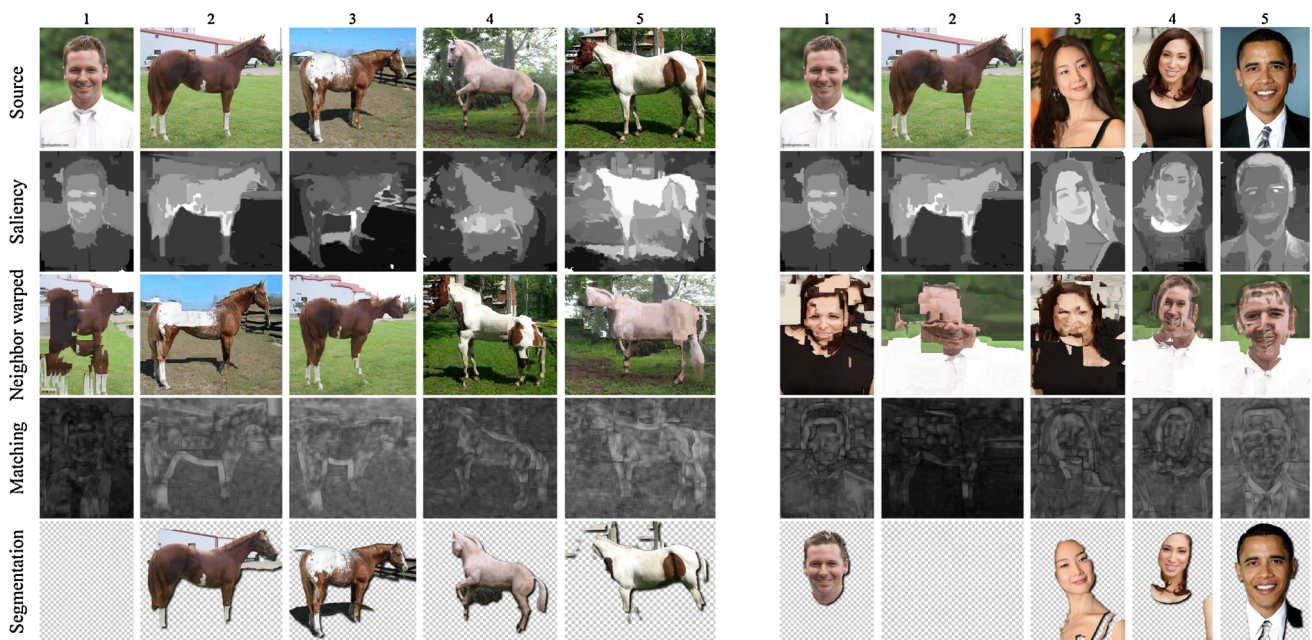 1 2 3 4 5 1 2 3 4 5
Source
Saliency
Neighbor warped
Matching
Segmentation